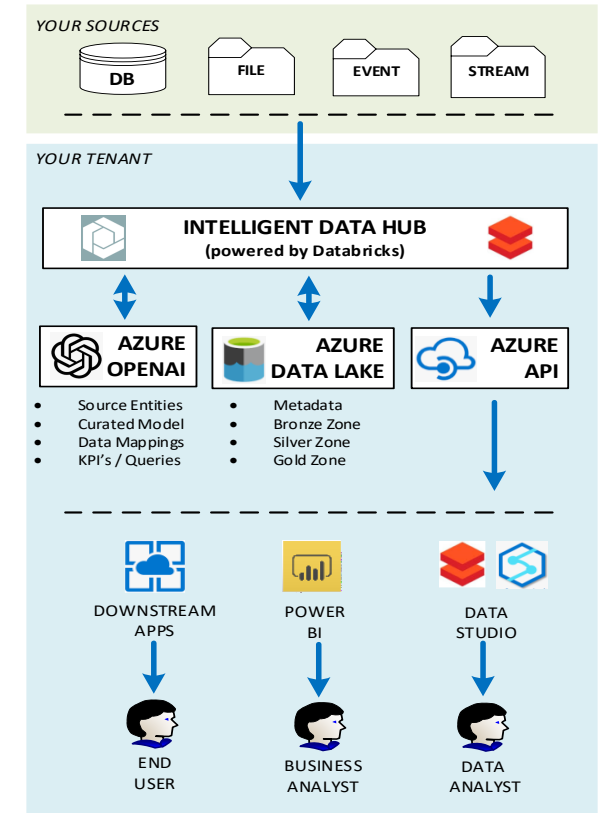 YOUR SOURCES
DB
FILE
EVENT
STREAM
YOUR TENANT
INTELLIGENT DATA HUB
(powered by Databricks)
AZURE
OPENAI
• Source Entities
• Curated Model
• Data Mappings
• KPI's / Queries
AZURE
DATA LAKE
• Metadata
• Bronze Zone
• Silver Zone
• Gold Zone
AZURE
API
DOWNSTREAM
APPS
POWER
BI
DATA
STUDIO
END
USER
BUSINESS
ANALYST
DATA
ANALYST